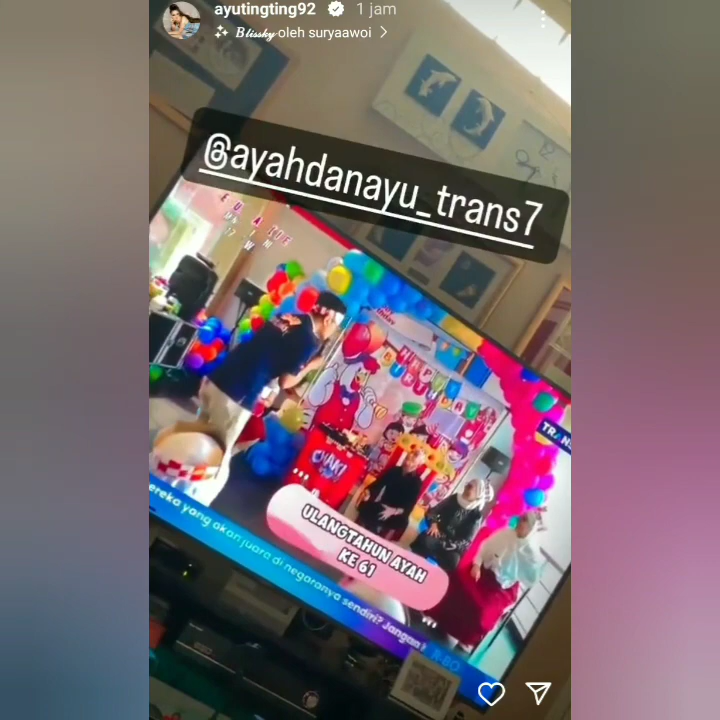 ayutingting92 1 jam
Blissky oleh suryaawoi >
@ayahdanayu_trans7
HAPPY
BIRTHDAY
TRAN
ULANGTAHUN AYAH
KE 61
ereka yang akan juara di negaranya sendiri? Jangan